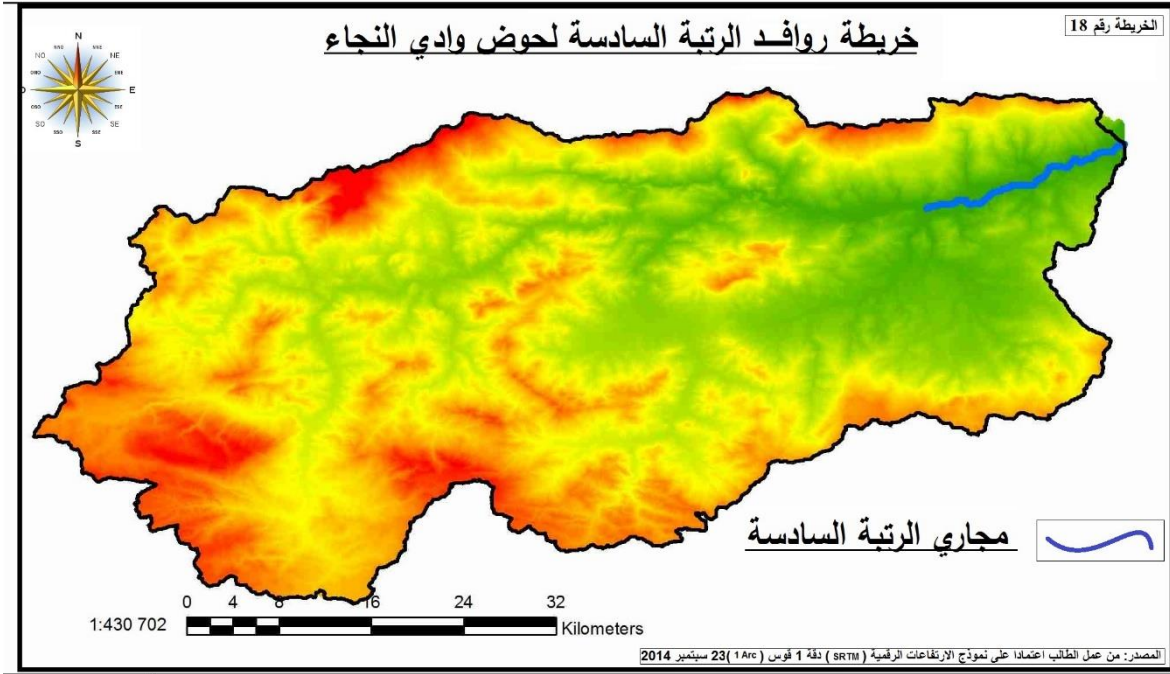 الخريطة رقم 18
خريطة روافـد الرتبة السادسة لحوض وادي النجاء
N
NO
NE
E
SO
SE
S
مجاري الرتبة السادسة
0 4 8 16 24 32
1:430 702
Kilometers
المصدر: من عمل الطالب اعتمادا على نموذج الارتفاعات الرقمية ( SRTM ) دقة 1 قوس ( 1 Arc )23 سبتمبر 2014